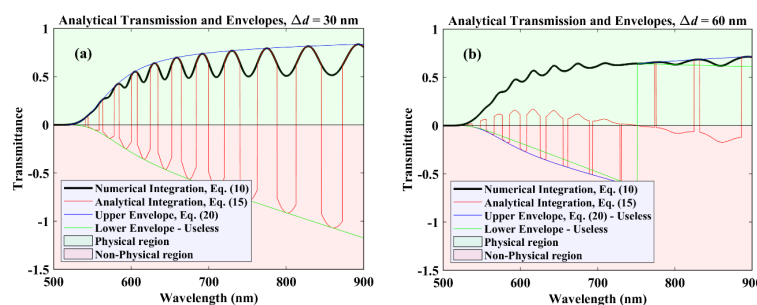 Analytical Transmission and Envelopes, Δd = 30 nm
(a)
Transmittance
1
0.5
0
-0.5
-1
-1.5
Numerical Integration, Eq. (10)
Analytical Integration, Eq. (15)
Upper Envelope, Eq. (20)
Lower Envelope - Useless
Physical region
Non-Physical region
500 600 700 800 900
Wavelength (nm)
Analytical Transmission and Envelopes, Δd = 60 nm
(b)
Transmittance
1
0.5
0
-0.5
-1
-1.5
Numerical Integration, Eq. (10)
Analytical Integration, Eq. (15)
Upper Envelope, Eq. (20) - Useless
Lower Envelope - Useless
Physical region
Non-Physical region
500 600 700 800 900
Wavelength (nm)